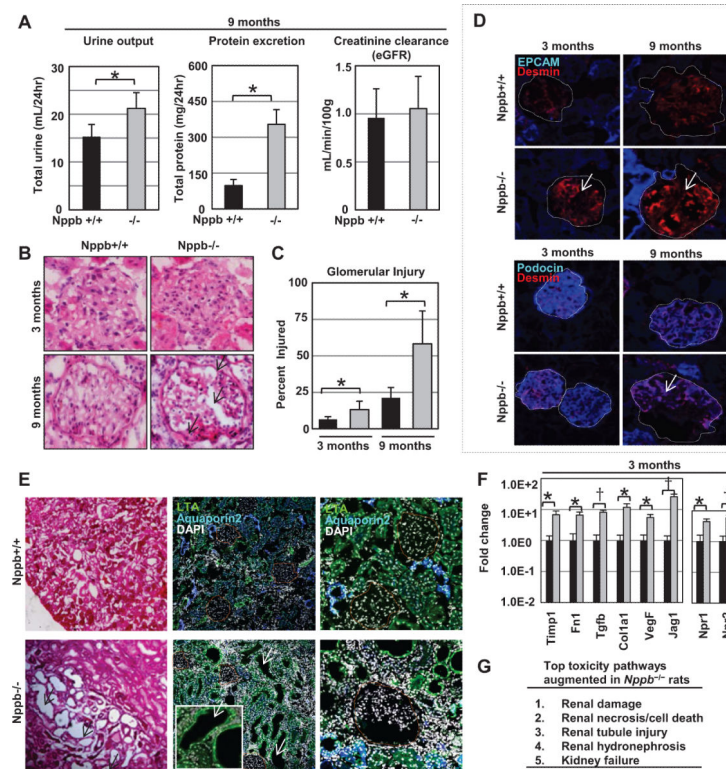 A
9 months
Urine output
Protein excretion
Creatinine clearance
(eGFR)
*
*
Total urine (mL/24hr)
30
20
10
0
Total protein (mg/24hr)
600
300
0
mL/min/100g
1.5
1.0
0.5
0
Nppb +/+
-/-
Nppb +/+
-/-
Nppb +/+
-/-
B
Nppb+/+
Nppb-/-
3 months
9 months
C
Glomerular Injury
Percent Injured
100
75
50
25
0
*
*
3 months
9 months
D
3 months
9 months
EPCAM
Desmin
Nppb+/+
Nppb-/-
3 months
9 months
Podocin
Desmin
Nppb+/+
Nppb-/-
E
LTA
Aquaporin2
DAPI
LTA
Aquaporin2
DAPI
Nppb+/+
Nppb-/-
F
3 months
Fold change
1.0E+2
1.0E+1
1.0E+0
1.0E-1
1.0E-2
*
*
†
*
*
†
*
Timp1
Fn1
Tgfb
Col1a1
VegF
Jag1
Npr1
G
Top toxicity pathways
augmented in Nppb-/- rats
1. Renal damage
2. Renal necrosis/cell death
3. Renal tubule injury
4. Renal hydronephrosis
5. Kidney failure